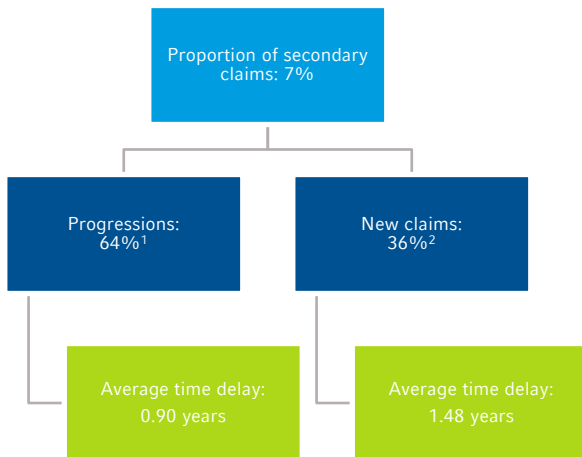 Proportion of secondary
claims: 7%
Progressions:
64%¹
New claims:
36%²
Average time delay:
0.90 years
Average time delay:
1.48 years